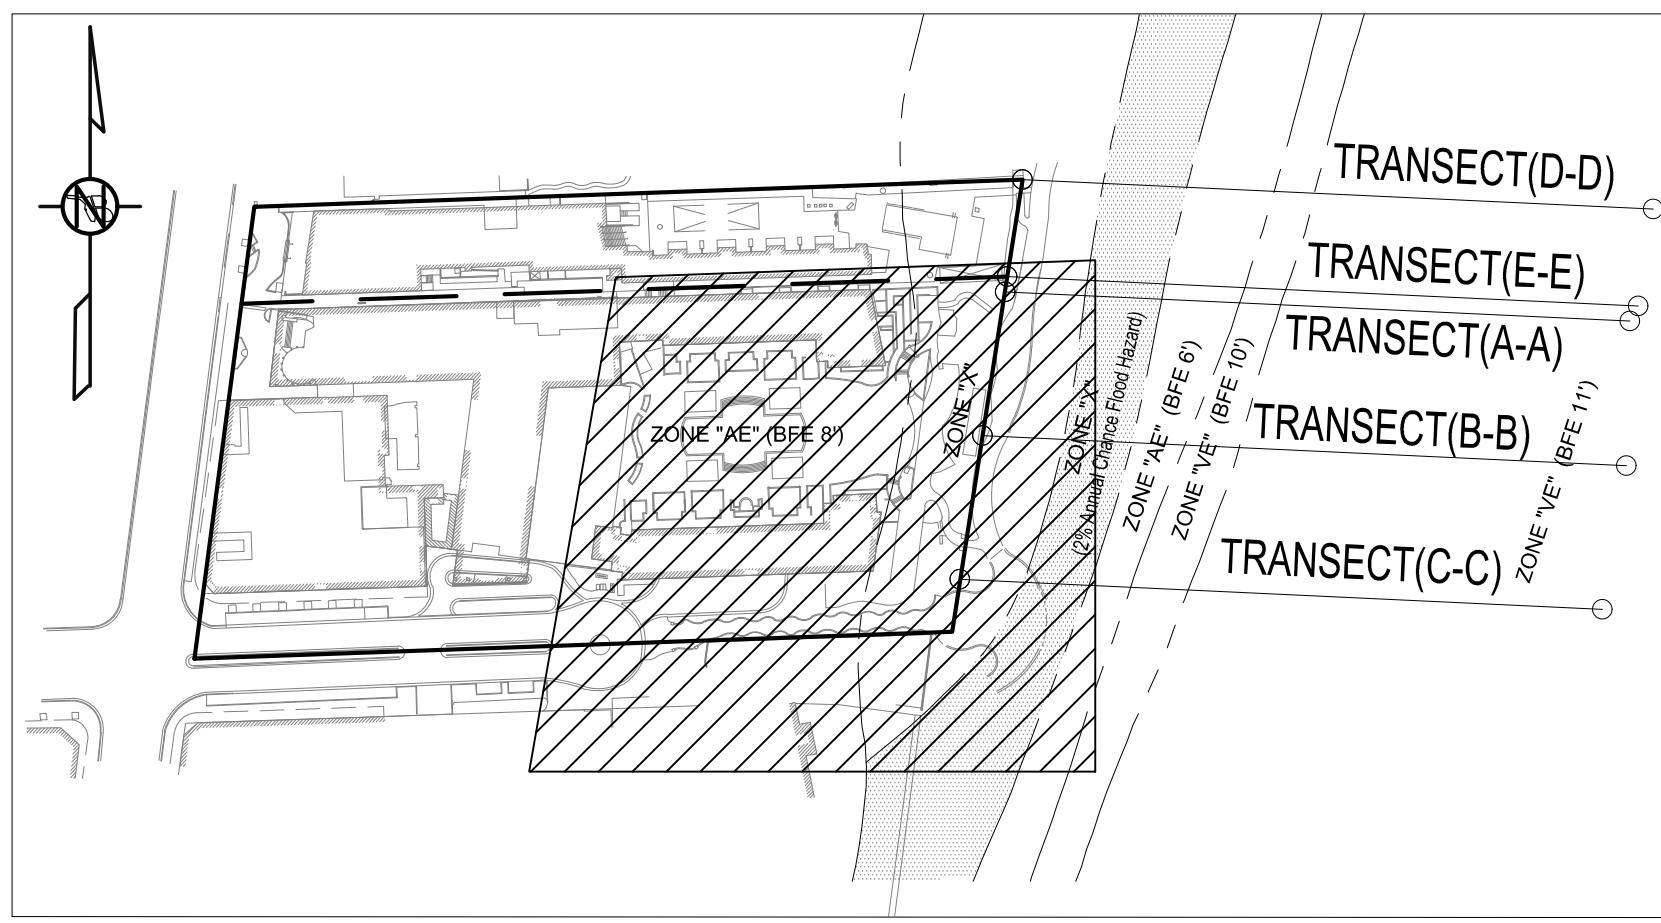 TRANSECT(D-D)
TRANSECT(E-E)
TRANSECT(A-A)
TRANSECT(B-B)
TRANSECT(C-C)
ZONE "AE" (BFE 8')
ZONE "X"
ZONE "X"
(2% Annual Chance Flood Hazard)
ZONE "AE" (BFE 6')
ZONE "VE" (BFE 10')
ZONE "VE" (BFE 11')